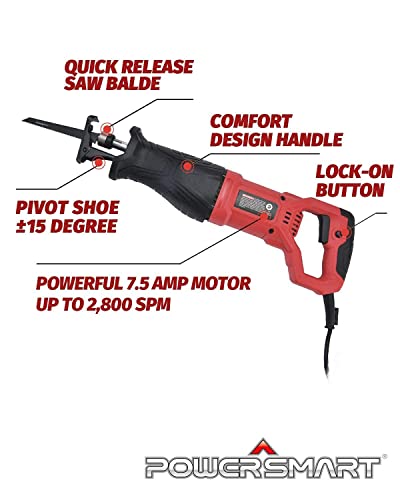 QUICK RELEASE
SAW BALDE
COMFORT
DESIGN HANDLE
LOCK-ON
BUTTON
PIVOT SHOE
±15 DEGREE
POWERFUL 7.5 AMP MOTOR
UP TO 2,800 SPM
POWERSMART®